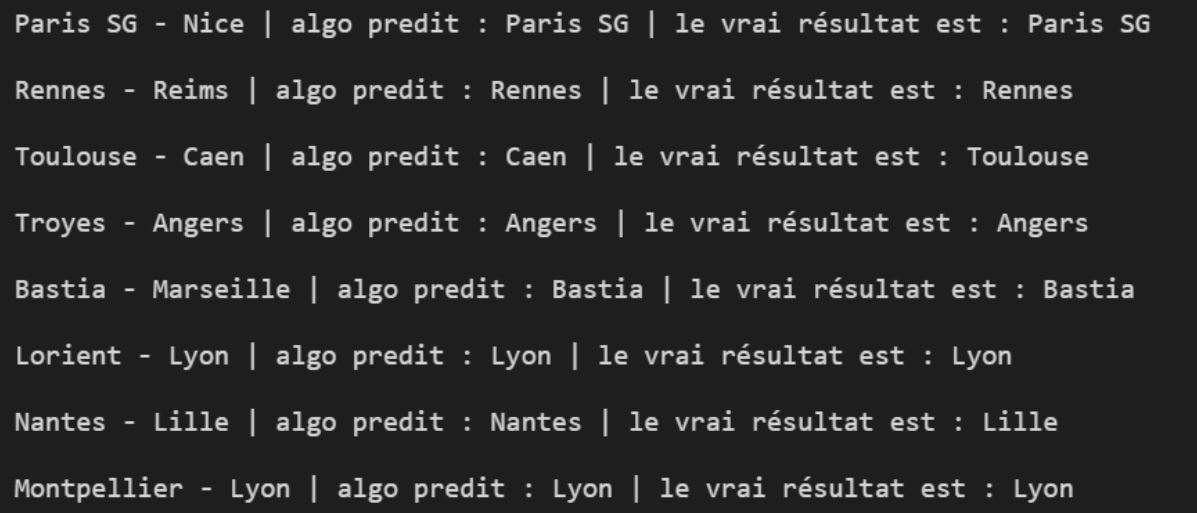 Paris SG - Nice | algo predit : Paris SG | le vrai résultat est : Paris SG
Rennes - Reims | algo predit : Rennes | le vrai résultat est : Rennes
Toulouse - Caen | algo predit : Caen | le vrai résultat est : Toulouse
Troyes - Angers | algo predit : Angers | le vrai résultat est : Angers
Bastia - Marseille | algo predit : Bastia | le vrai résultat est : Bastia
Lorient - Lyon | algo predit : Lyon | le vrai résultat est : Lyon
Nantes - Lille | algo predit : Nantes | le vrai résultat est : Lille
Montpellier - Lyon | algo predit : Lyon | le vrai résultat est : Lyon